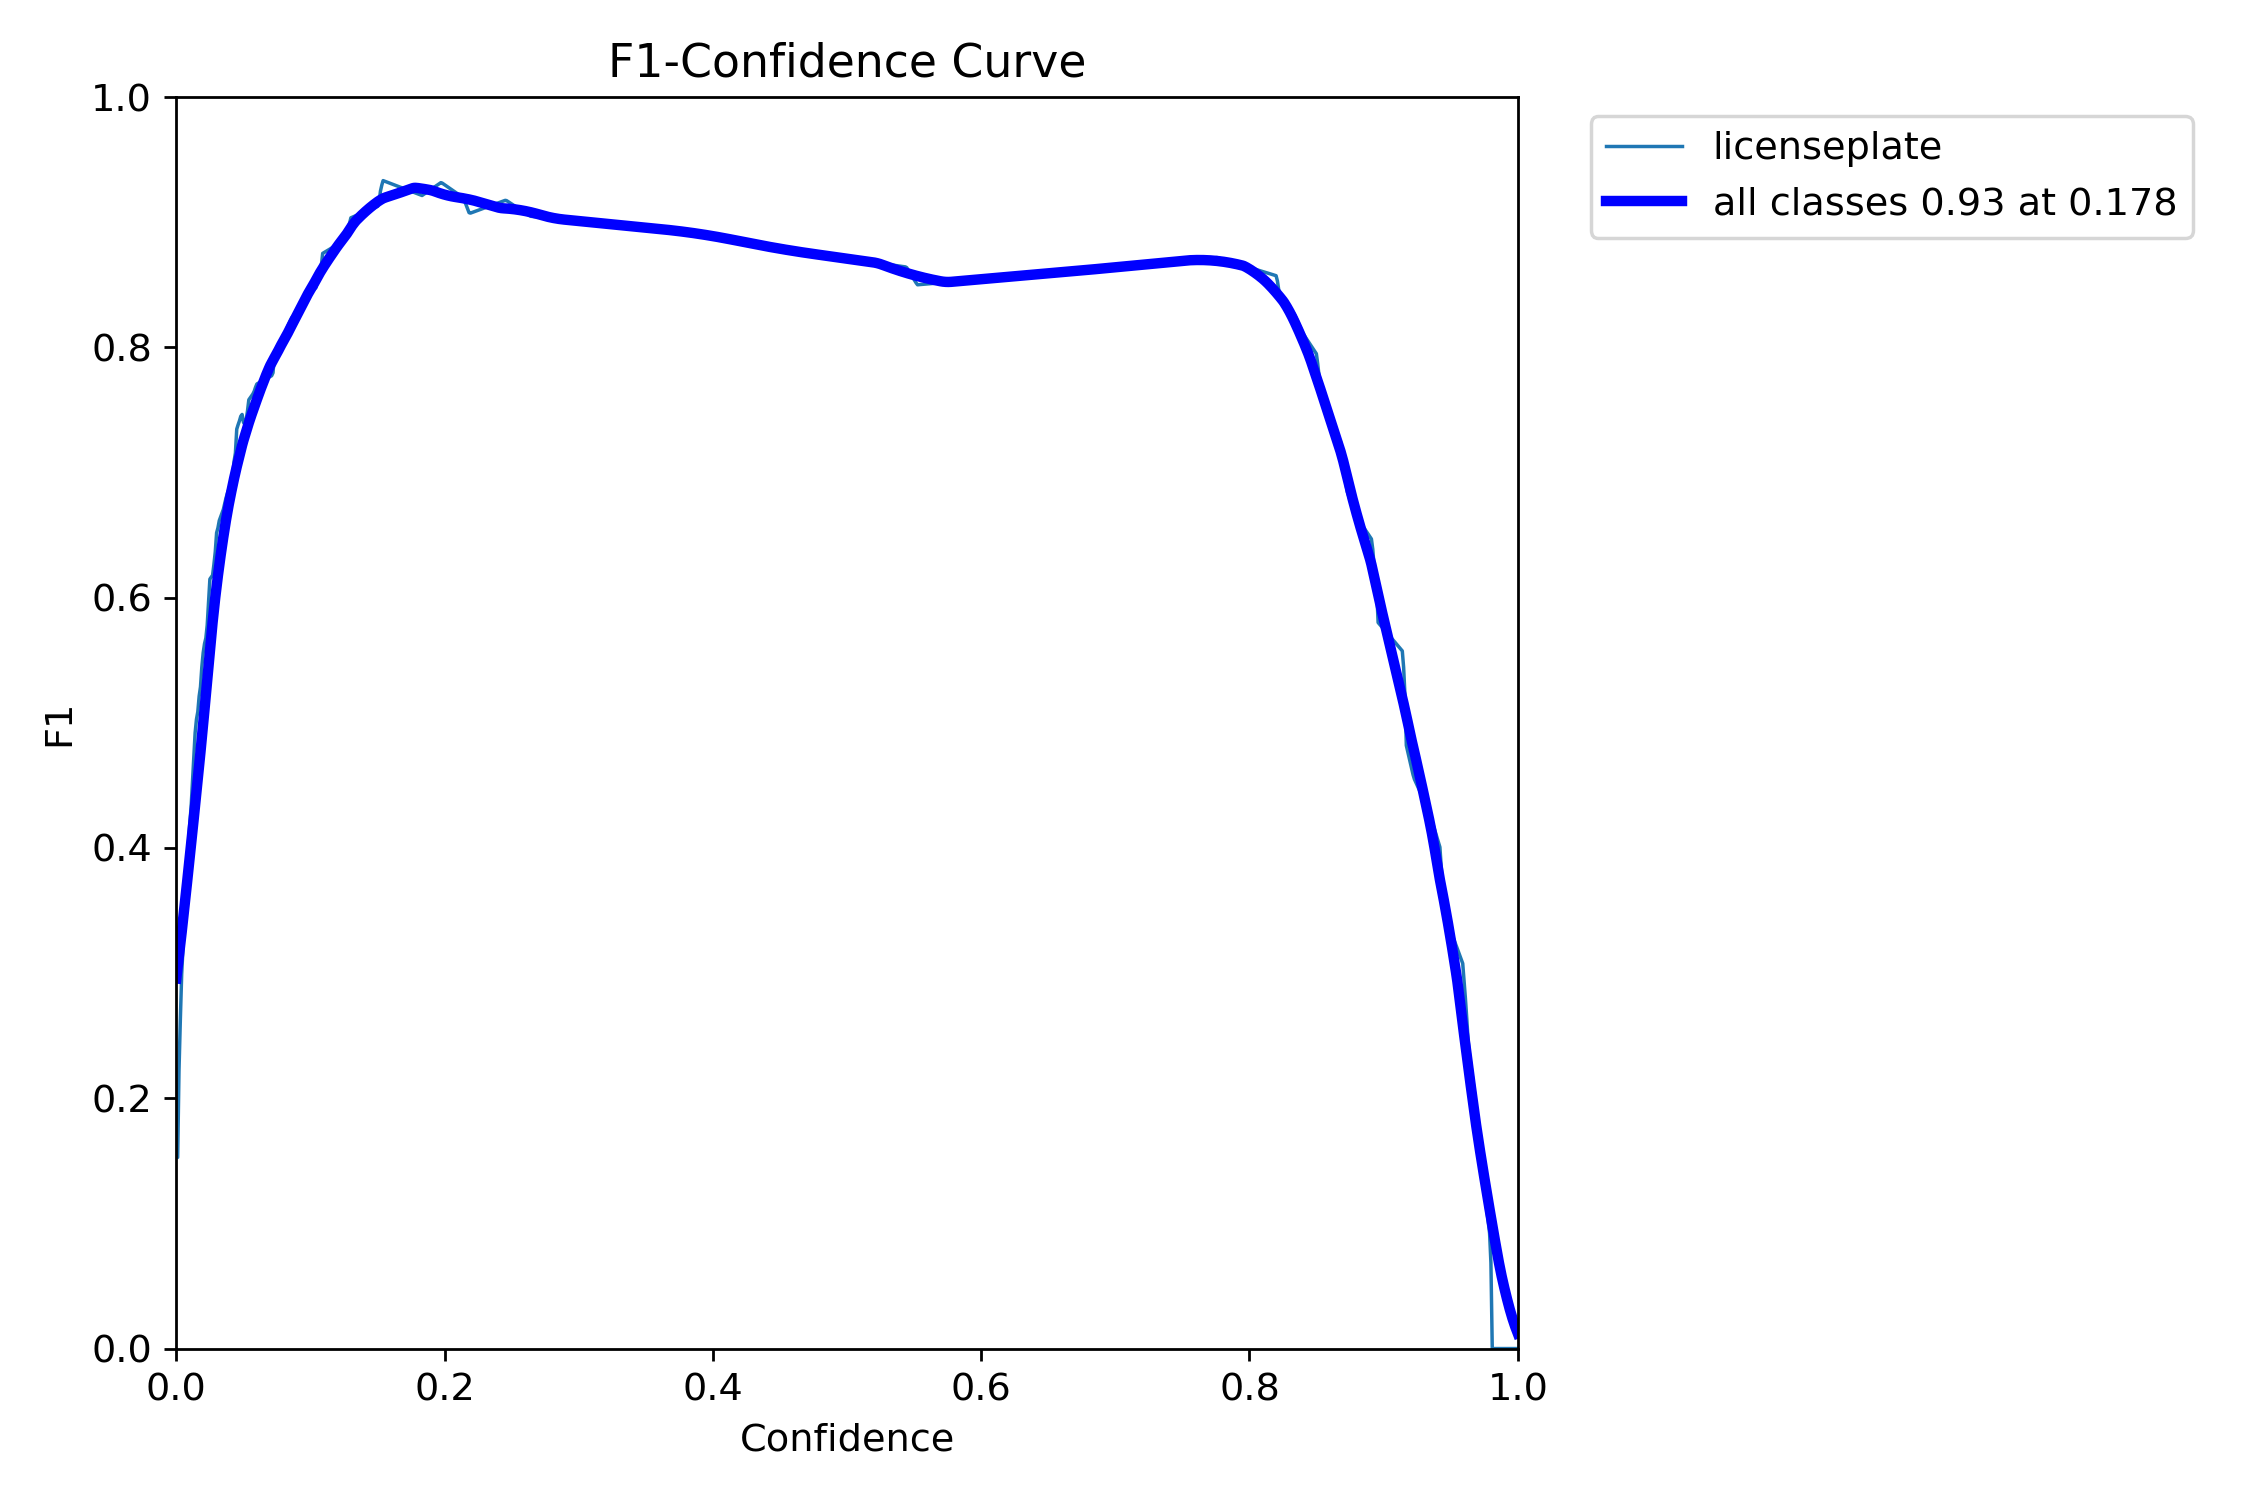 F1-Confidence Curve
1.0
0.8
0.6
0.4
0.2
0.0
F1
0.0 0.2 0.4 0.6 0.8 1.0
Confidence
licenseplate
all classes 0.93 at 0.178